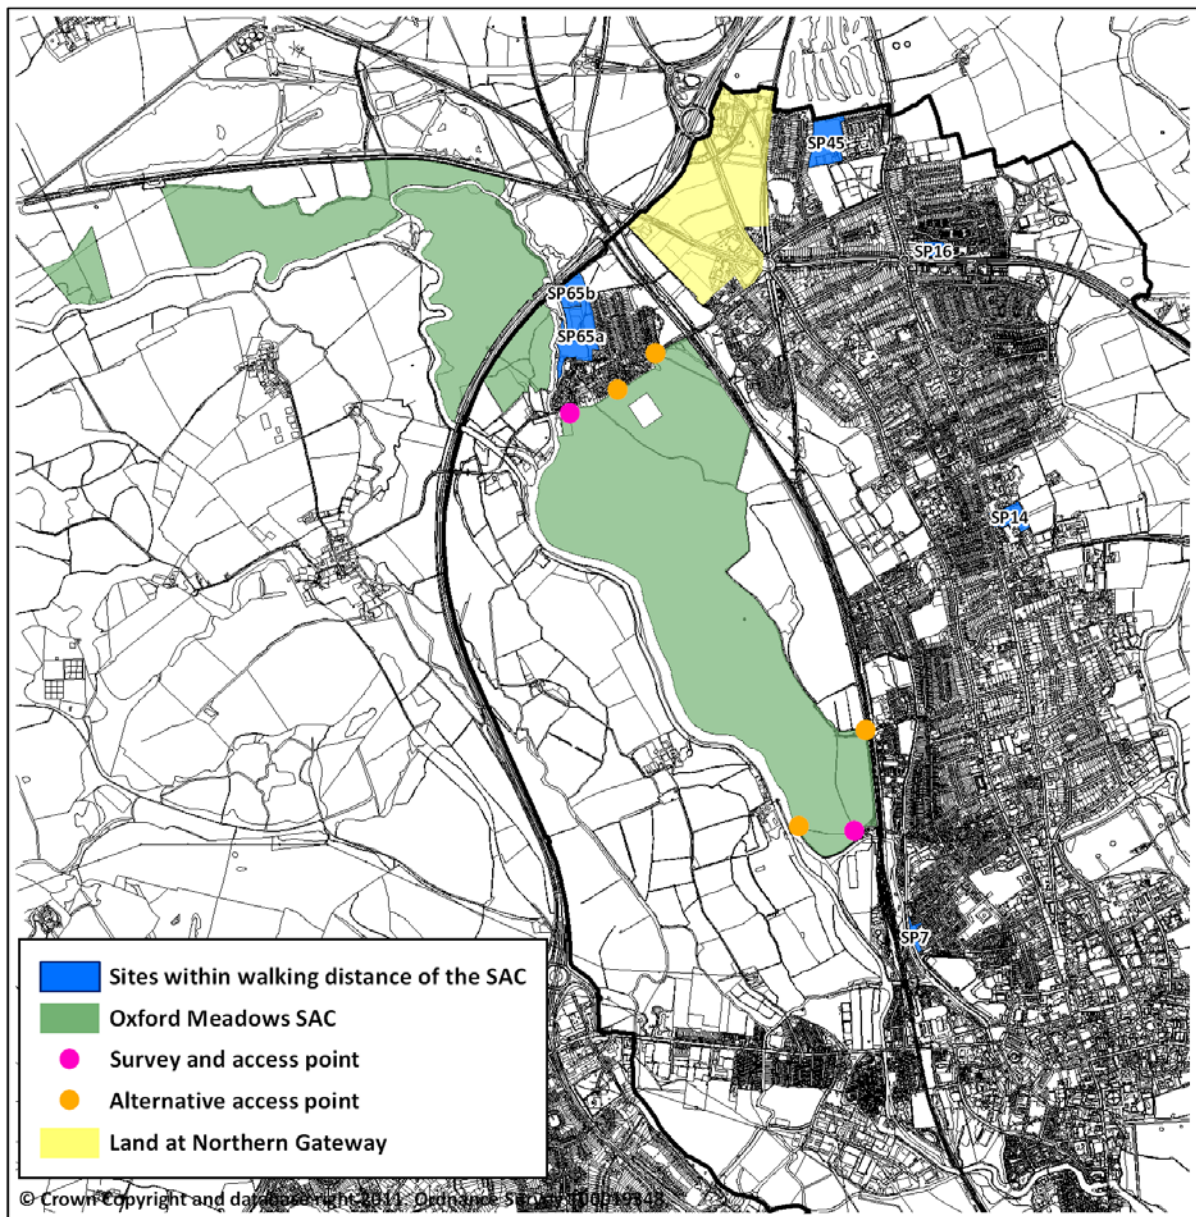 SP45
SP16
SP65b
SP65a
SP14
SP7
Sites within walking distance of the SAC
Oxford Meadows SAC
Survey and access point
Alternative access point
Land at Northern Gateway
© Crown Copyright and database right 2011. Ordnance Survey 100019348